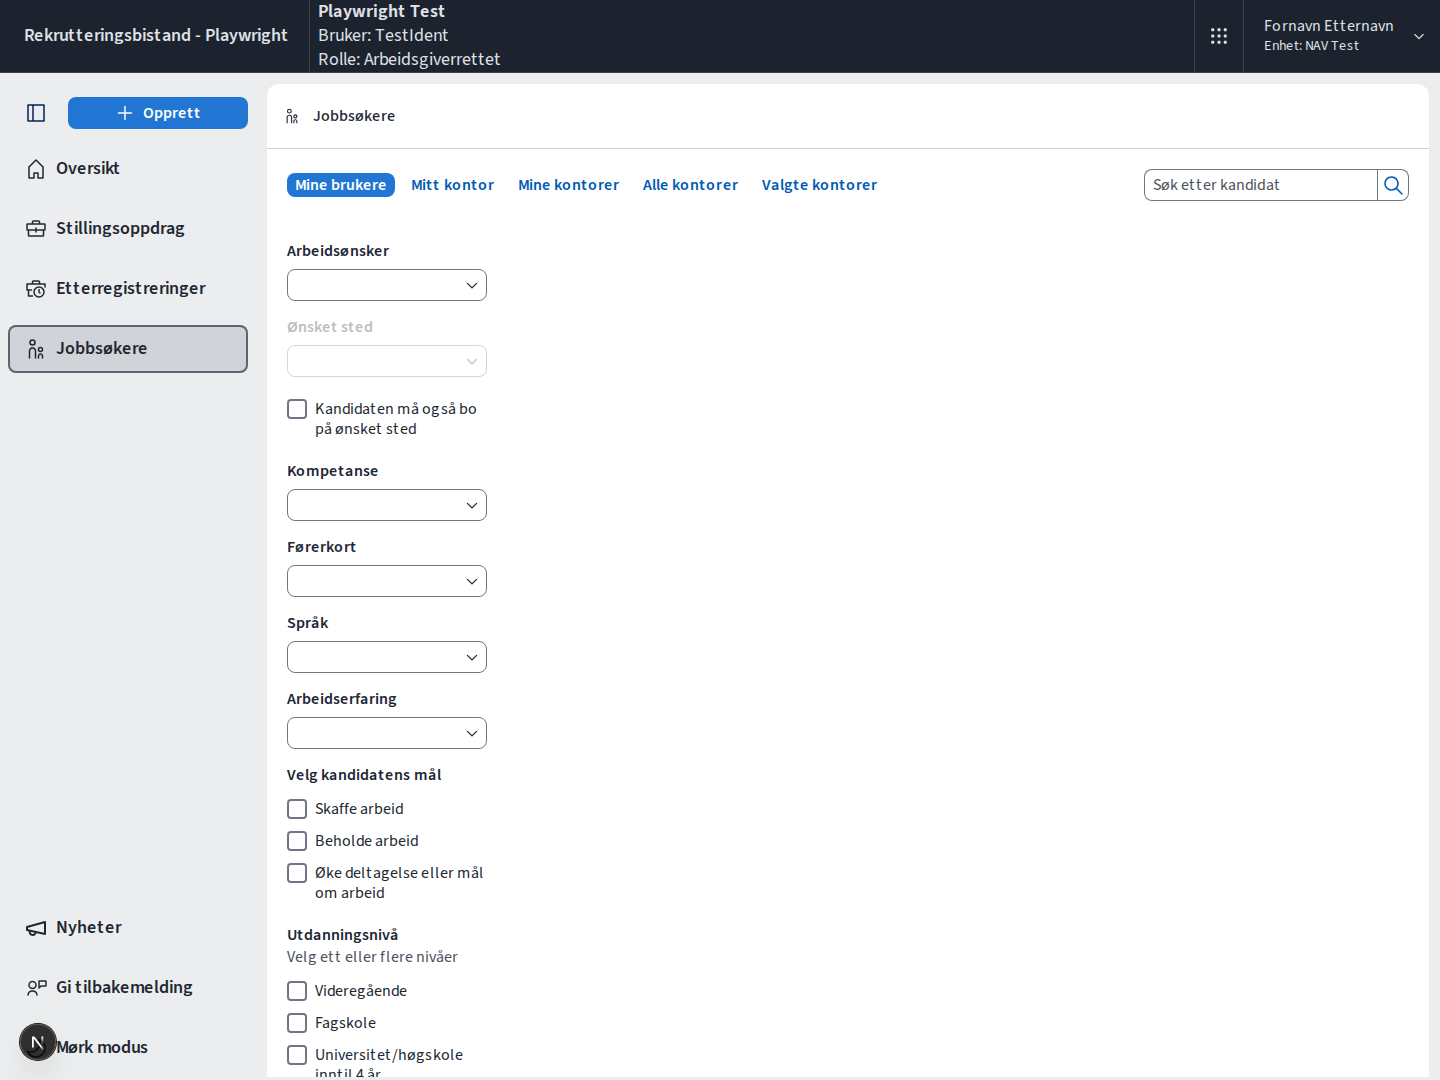 Rekrutteringsbistand - Playwright
Playwright Test
Bruker: TestIdent
Rolle: Arbeidsgiverrettet
Fornavn Etternavn
Enhet: NAV Test
Opprett
Oversikt
Stillingsoppdrag
Etterregistreringer
Jobbsøkere
Nyheter
Gi tilbakemelding
N
Mørk modus
Jobbsøkere
Mine brukere
Mitt kontor
Mine kontorer
Alle kontorer
Valgte kontorer
Søk etter kandidat
Arbeidsønsker
Ønsket sted
Kandidaten må også bo
på ønsket sted
Kompetanse
Førerkort
Språk
Arbeidserfaring
Velg kandidatens mål
Skaffe arbeid
Beholde arbeid
Øke deltagelse eller mål
om arbeid
Utdanningsnivå
Velg ett eller flere nivåer
Videregående
Fagskole
Universitet/høgskole
inntil 4 år